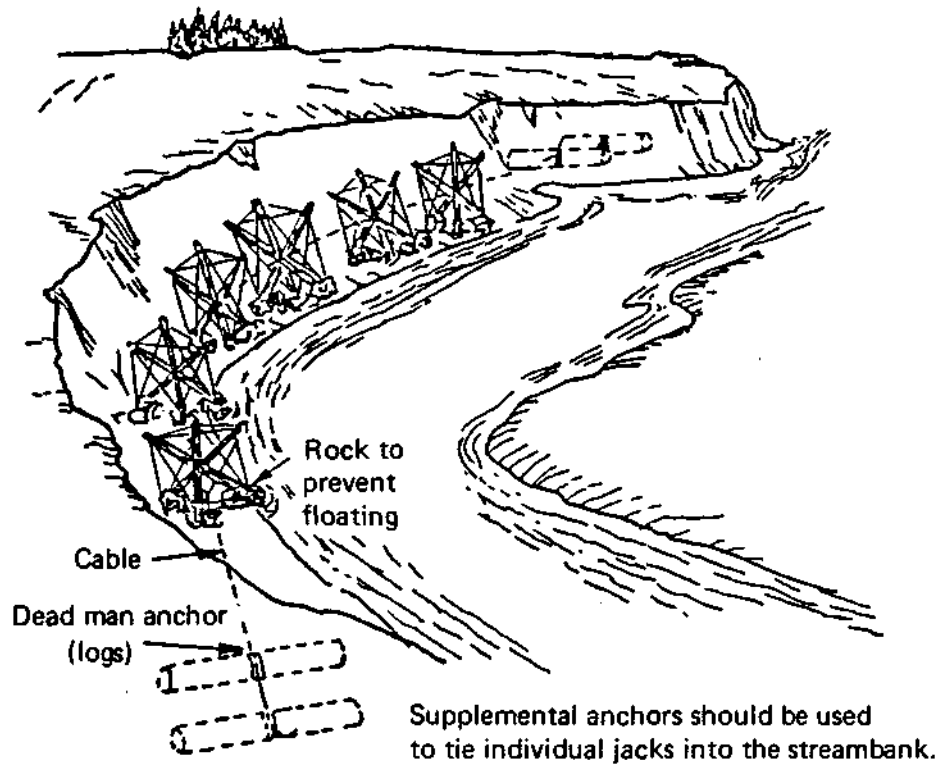 Rock to
prevent
floating
Cable
Dead man anchor
(logs)
Supplemental anchors should be used
to tie individual jacks into the streambank.